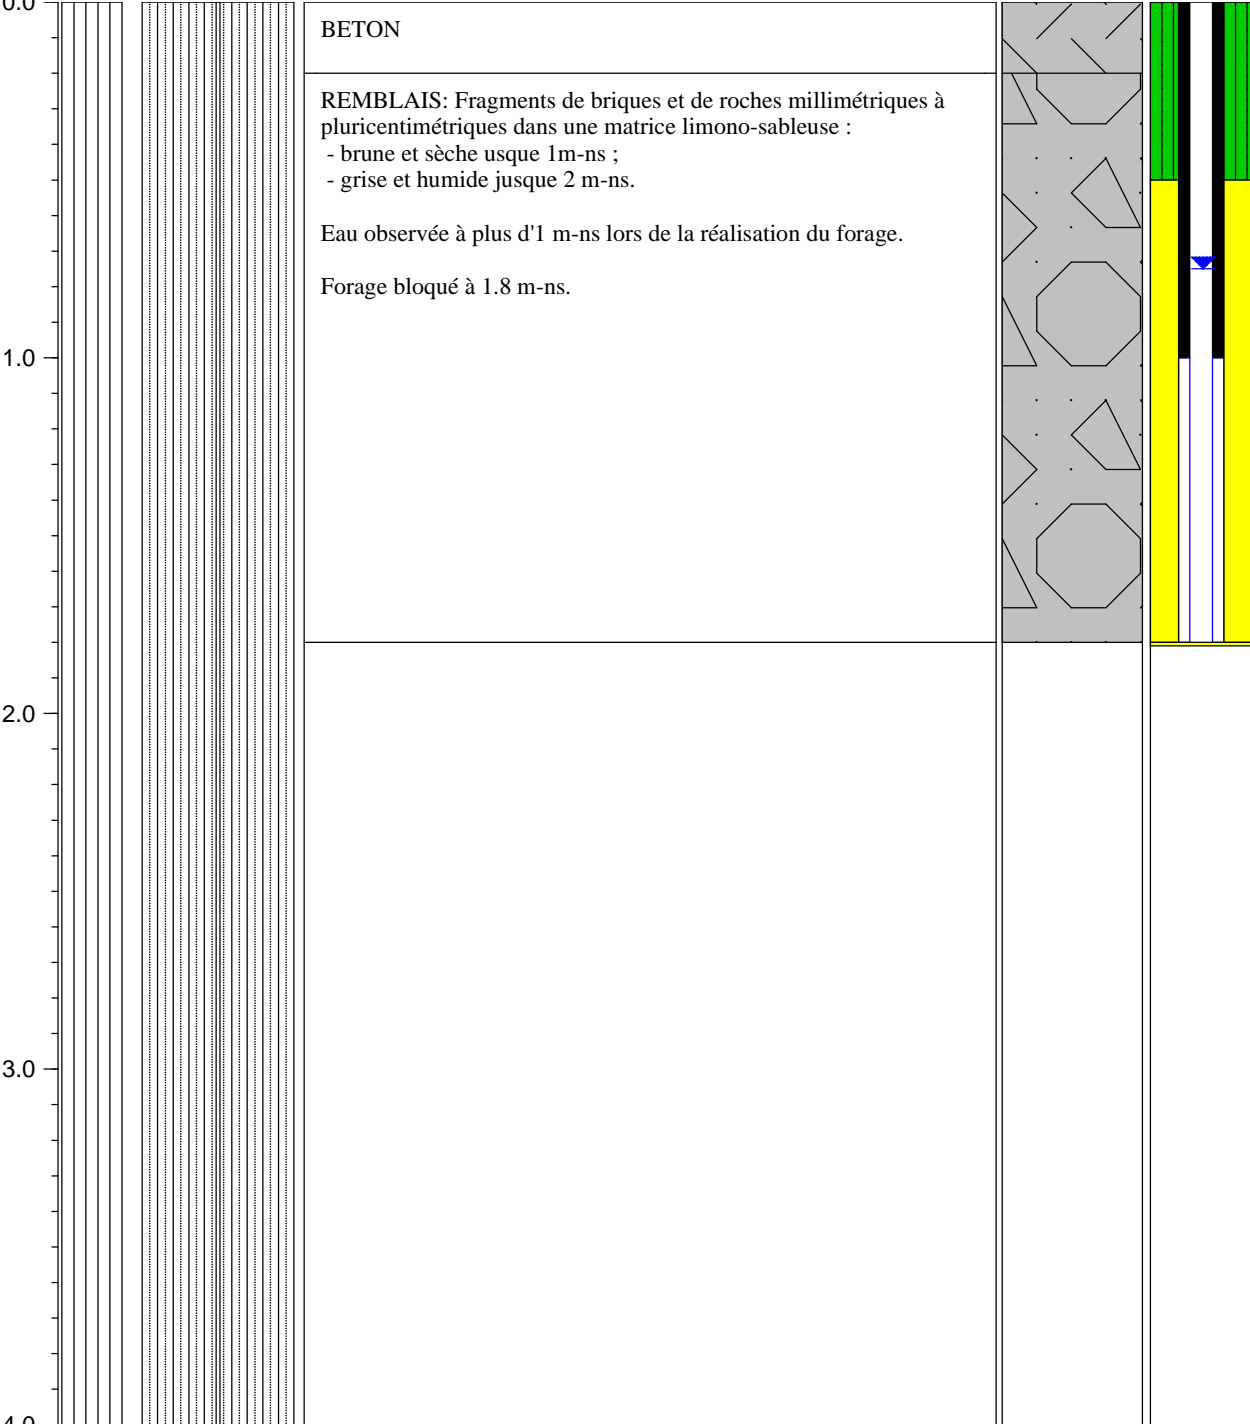 0.0
BETON
REMBLAIS: Fragments de briques et de roches millimétriques à
pluricentimétriques dans une matrice limono-sableuse :
- brune et sèche usque 1m-ns ;
- grise et humide jusque 2 m-ns.
Eau observée à plus d'1 m-ns lors de la réalisation du forage.
Forage bloqué à 1.8 m-ns.
1.0
2.0
3.0
4.0